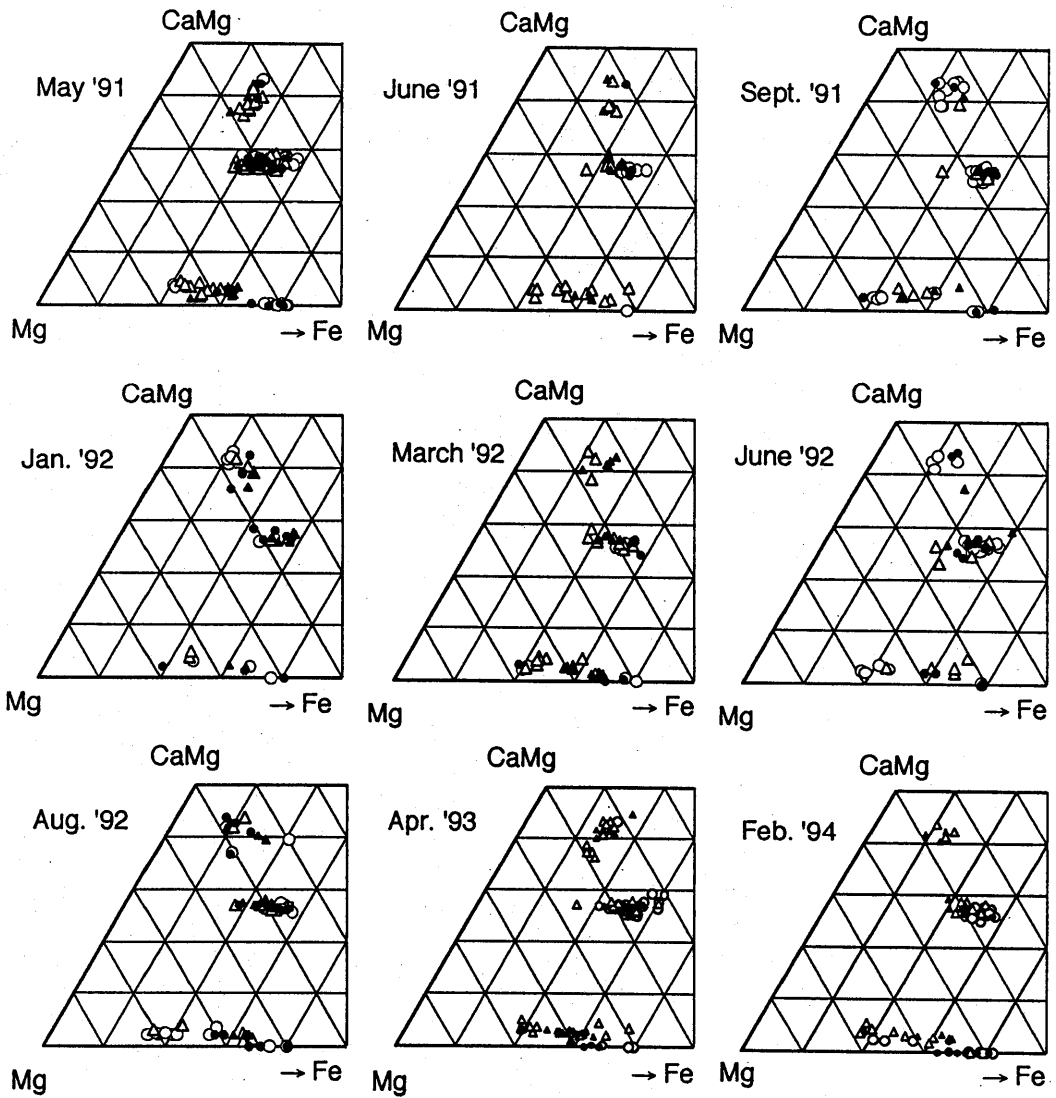 CaMg
May '91
Mg → Fe
CaMg
June '91
Mg → Fe
CaMg
Sept. '91
Mg → Fe
CaMg
Jan. '92
Mg → Fe
CaMg
March '92
Mg → Fe
CaMg
June '92
Mg → Fe
CaMg
Aug. '92
Mg → Fe
CaMg
Apr. '93
Mg → Fe
CaMg
Feb. '94
Mg → Fe